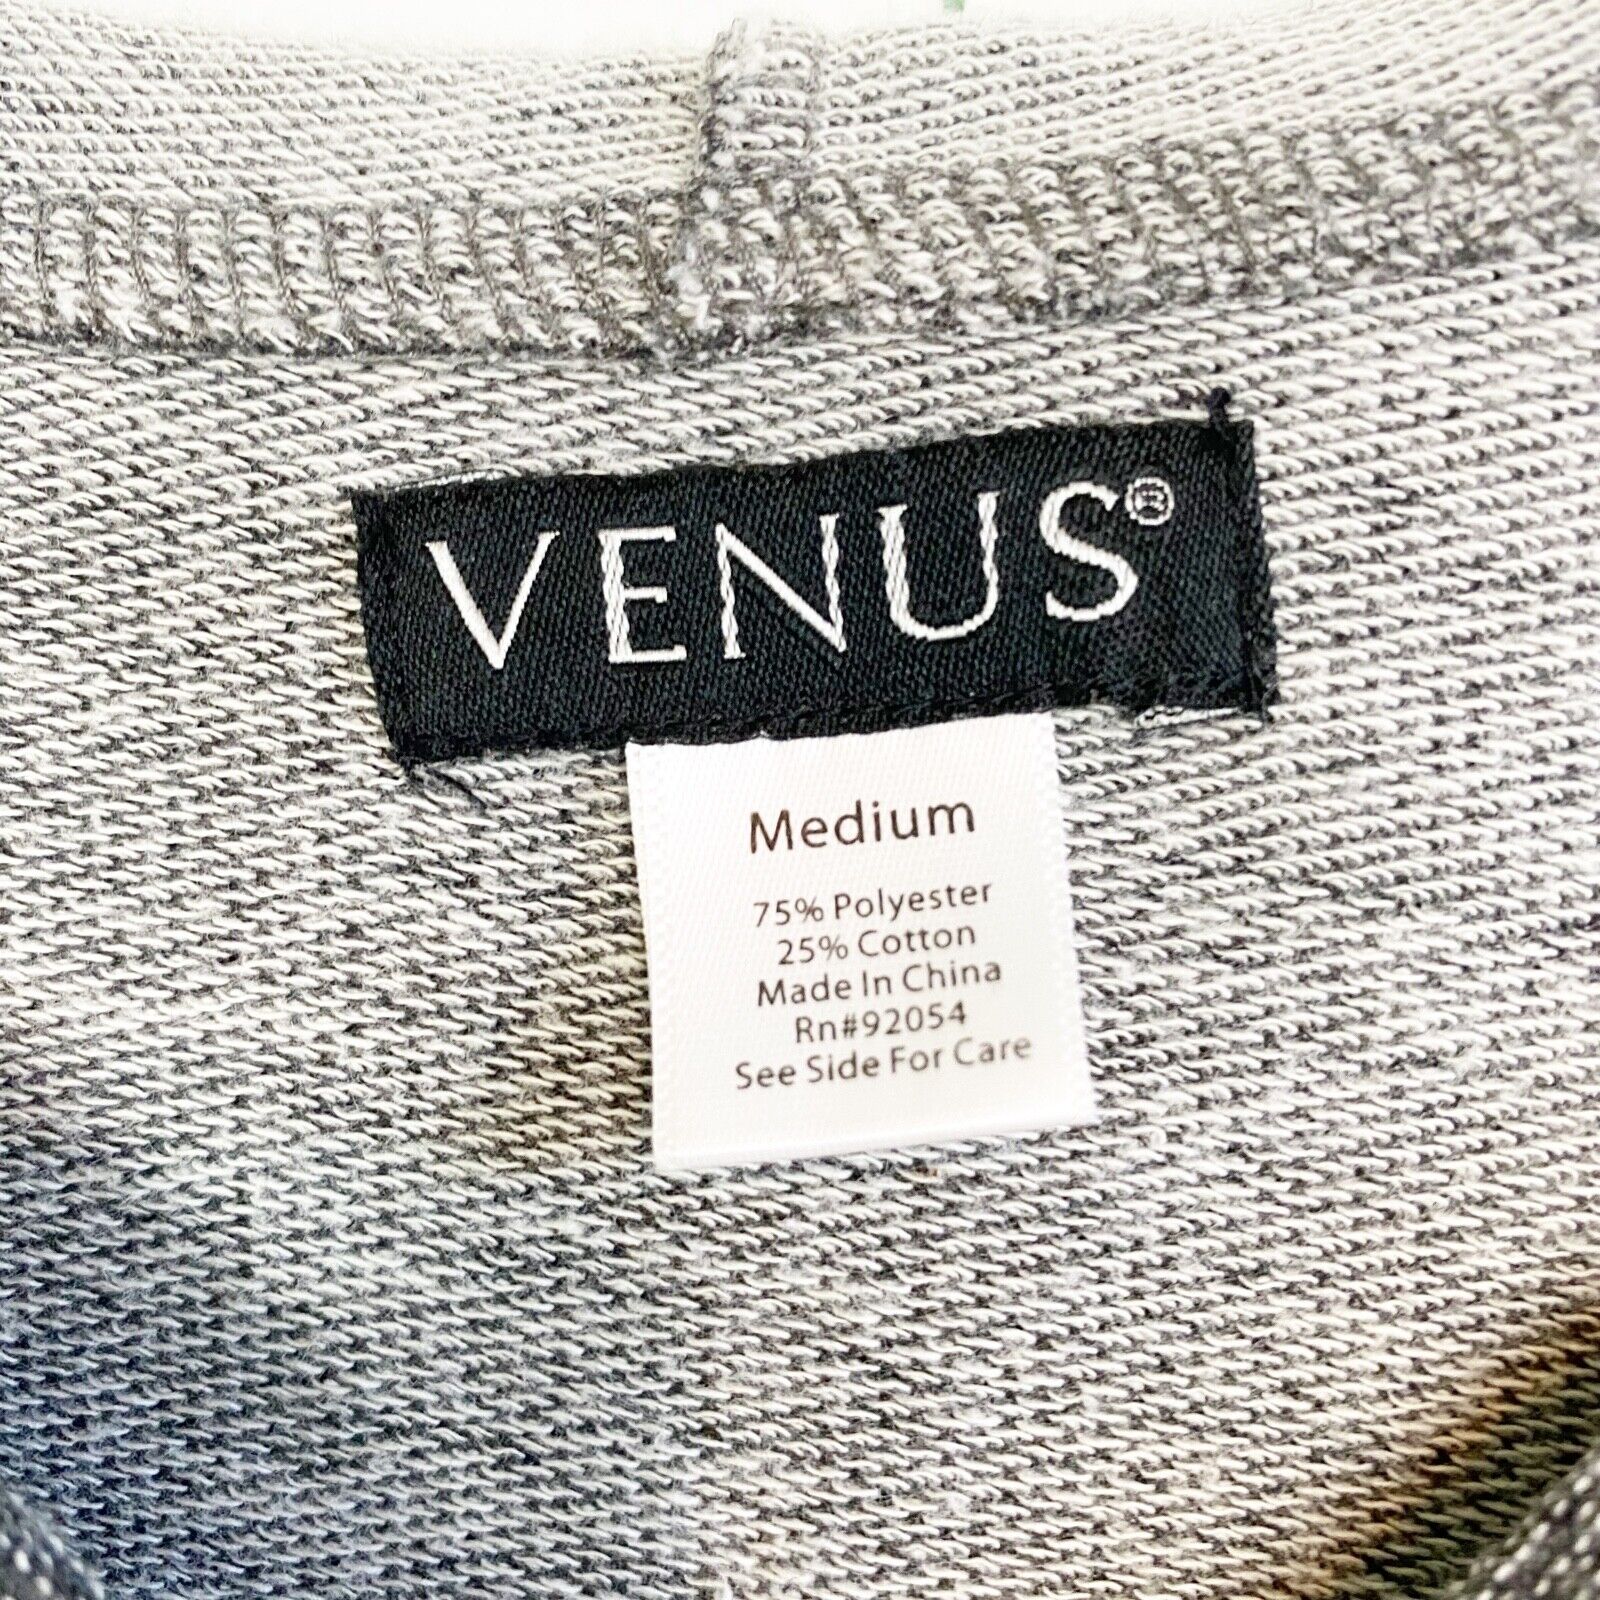 VENUS®
Medium
75% Polyester
25% Cotton
Made In China
Rn#92054
See Side For Care